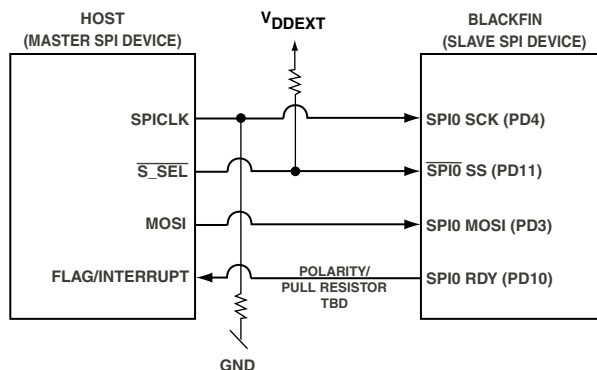 HOST
(MASTER SPI DEVICE)
VDDEXT
BLACKFIN
(SLAVE SPI DEVICE)
SPICLK
SPI0 SCK (PD4)
S_SEL
SPI0 SS (PD11)
MOSI
SPI0 MOSI (PD3)
FLAG/INTERRUPT
POLARITY/
PULL RESISTOR
TBD
SPI0 RDY (PD10)
GND